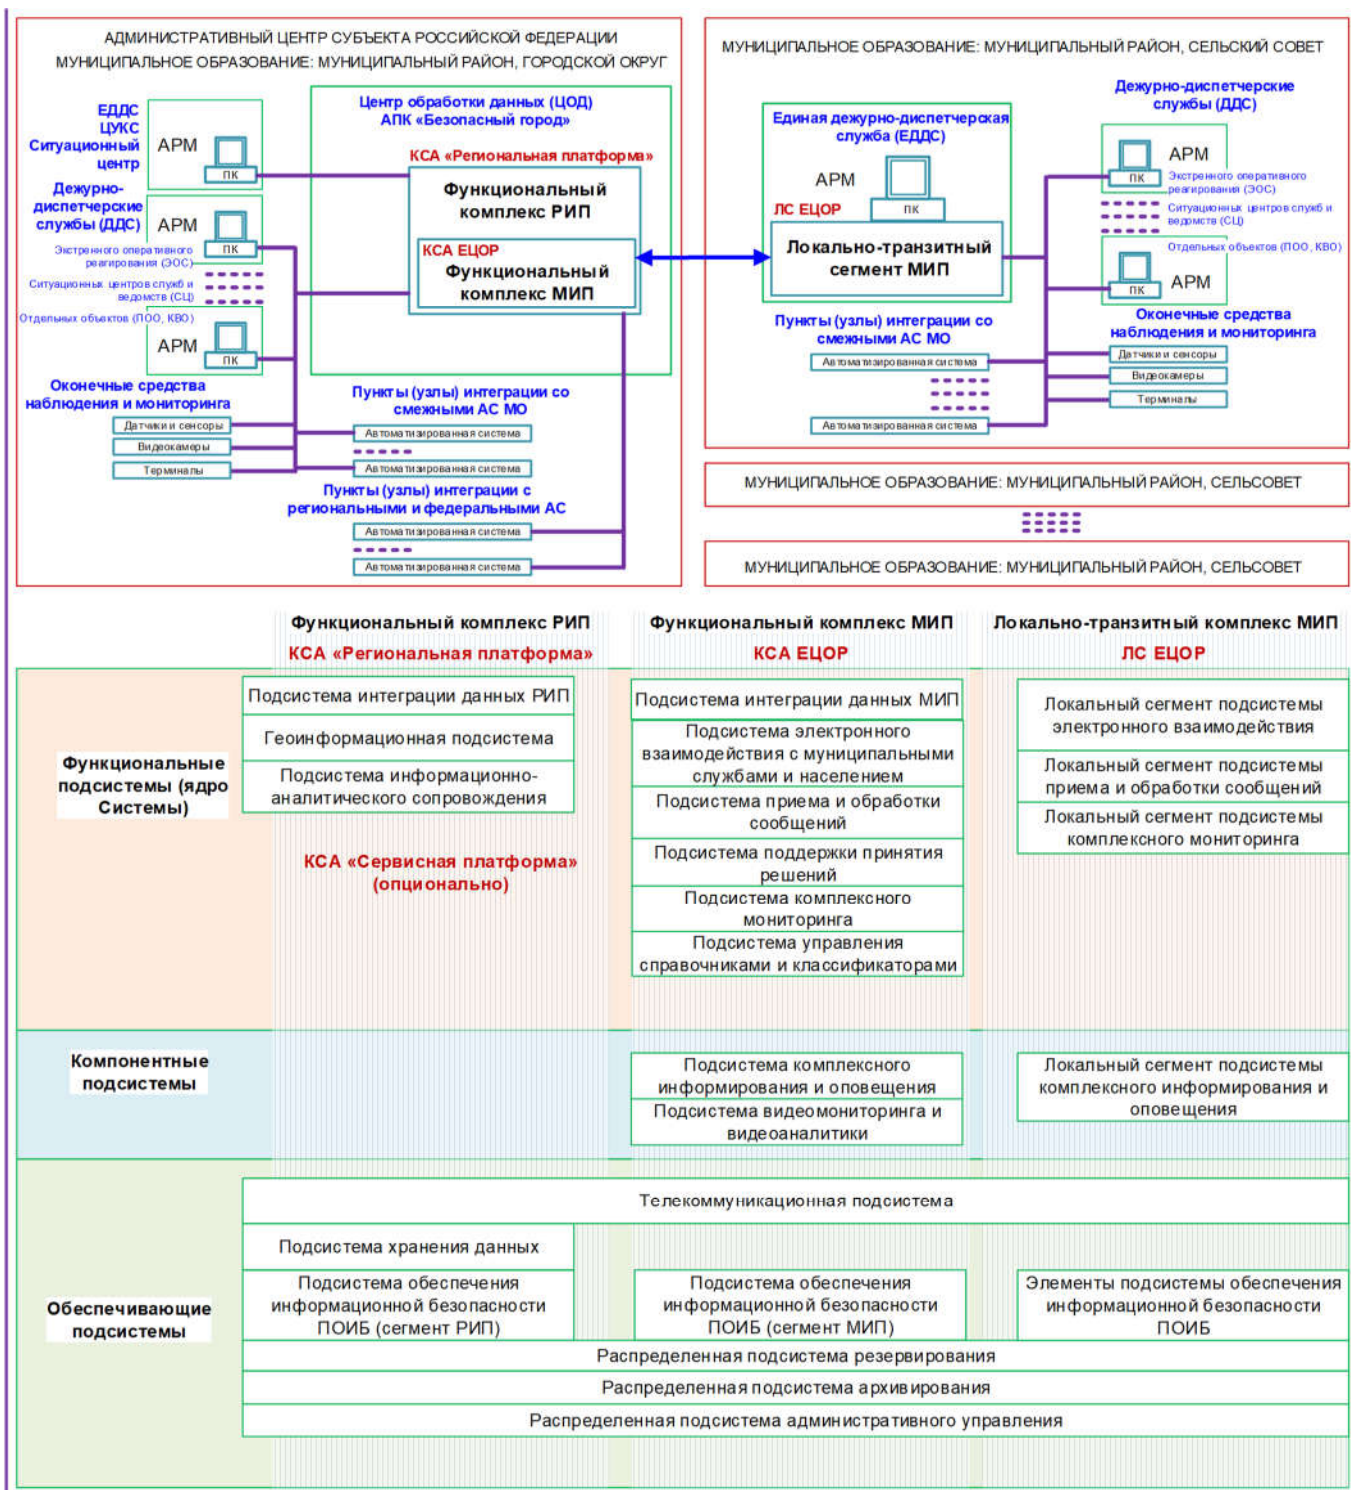 АДМИНИСТРАТИВНЫЙ ЦЕНТР СУБЪЕКТА РОССИЙСКОЙ ФЕДЕРАЦИИ
МУНИЦИПАЛЬНОЕ ОБРАЗОВАНИЕ: МУНИЦИПАЛЬНЫЙ РАЙОН, ГОРОДСКОЙ ОКРУГ
ЕДДС
ЦУКС
Ситуационный
центр
АРМ
ПК
Дежурно-
диспетчерские
службы (ДДС)
АРМ
ПК
Экстренного оперативного
реагирования (ЭОС)
Ситуационных центров служб и
ведомств (СЦ)
Отдельных объектов (ПОО, КВО)
АРМ
ПК
Оконечные средства
наблюдения и мониторинга
Датчики и сенсоры
Видеокамеры
Терминалы
Центр обработки данных (ЦОД)
АПК «Безопасный город»
КСА «Региональная платформа»
Функциональный
комплекс РИП
КСА ЕЦОР
Функциональный
комплекс МИП
Пункты (узлы) интеграции со
смежными АС МО
Автоматизированная система
Автоматизированная система
Пункты (узлы) интеграции с
региональными и федеральными АС
Автоматизированная система
Автоматизированная система
МУНИЦИПАЛЬНОЕ ОБРАЗОВАНИЕ: МУНИЦИПАЛЬНЫЙ РАЙОН, СЕЛЬСКИЙ СОВЕТ
Единая дежурно-диспетчерская
служба (ЕДДС)
АРМ
ПК
ЛС ЕЦОР
Локально-транзитный
сегмент МИП
Пункты (узлы) интеграции со
смежными АС МО
Автоматизированная система
Автоматизированная система
Дежурно-диспетчерские
службы (ДДС)
АРМ
ПК
Экстренного оперативного
реагирования (ЭОС)
Ситуационных центров служб и
ведомств (СЦ)
Отдельных объектов (ПОО, КВО)
АРМ
ПК
Оконечные средства
наблюдения и мониторинга
Датчики и сенсоры
Видеокамеры
Терминалы
МУНИЦИПАЛЬНОЕ ОБРАЗОВАНИЕ: МУНИЦИПАЛЬНЫЙ РАЙОН, СЕЛЬСОВЕТ
МУНИЦИПАЛЬНОЕ ОБРАЗОВАНИЕ: МУНИЦИПАЛЬНЫЙ РАЙОН, СЕЛЬСОВЕТ
Функциональный комплекс РИП
КСА «Региональная платформа»
Функциональный комплекс МИП
КСА ЕЦОР
Локально-транзитный комплекс МИП
ЛС ЕЦОР
Функциональные
подсистемы (ядро
Системы)
Подсистема интеграции данных РИП
Геоинформационная подсистема
Подсистема информационно-
аналитического сопровождения
КСА «Сервисная платформа»
(опционально)
Подсистема интеграции данных МИП
Подсистема электронного
взаимодействия с муниципальными
службами и населением
Подсистема приема и обработки
сообщений
Подсистема поддержки принятия
решений
Подсистема комплексного
мониторинга
Подсистема управления
справочниками и классификаторами
Локальный сегмент подсистемы
электронного взаимодействия
Локальный сегмент подсистемы
приема и обработки сообщений
Локальный сегмент подсистемы
комплексного мониторинга
Компонентные
подсистемы
Подсистема комплексного
информирования и оповещения
Подсистема видеомониторинга и
видеоаналитики
Локальный сегмент подсистемы
комплексного информирования и
оповещения
Обеспечивающие
подсистемы
Телекоммуникационная подсистема
Подсистема хранения данных
Подсистема обеспечения
информационной безопасности
ПОИБ (сегмент РИП)
Подсистема обеспечения
информационной безопасности
ПОИБ (сегмент МИП)
Элементы подсистемы обеспечения
информационной безопасности
ПОИБ
Распределенная подсистема резервирования
Распределенная подсистема архивирования
Распределенная подсистема административного управления